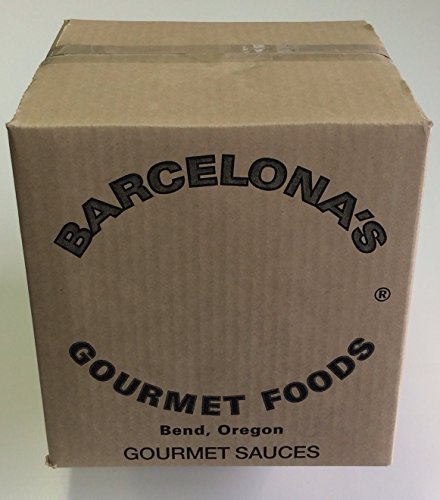 BARCELONA'S
®
GOURMET FOODS
Bend, Oregon
GOURMET SAUCES